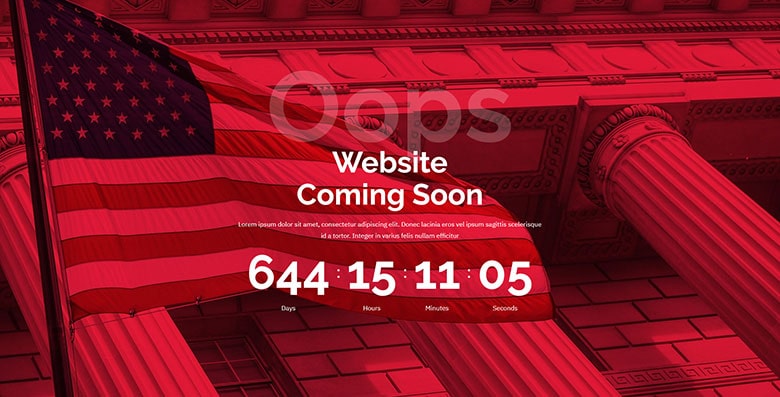 Oops
Website
Coming Soon
Lorem ipsum dolor sit amet, consectetur adipiscing elit. Donec lacinia eros vel ipsum sagittis scelerisque
id a tortor. Integer in varius felis nullam efficitur
644 : 15 : 11 : 05
Days Hours Minutes Seconds